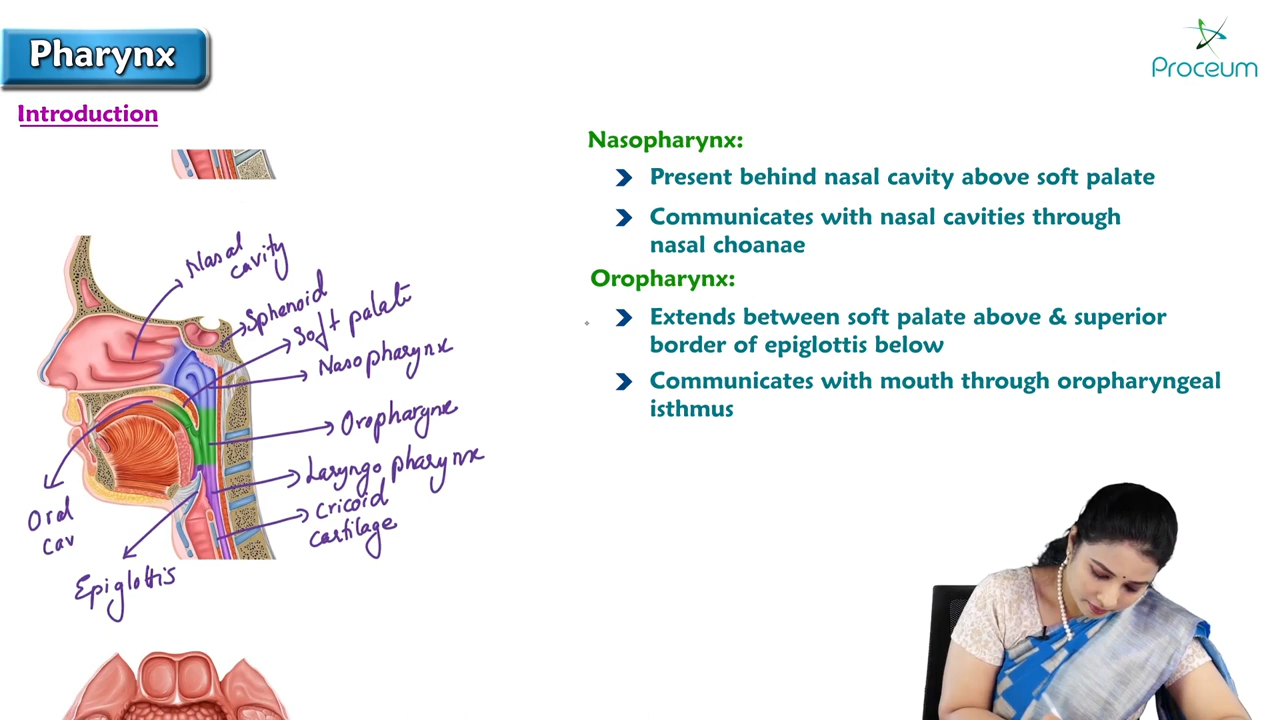 Pharynx
Proceum
Introduction
Nasopharynx:
Present behind nasal cavity above soft palate
Communicates with nasal cavities through
nasal choanae
Oropharynx:
Extends between soft palate above & superior
border of epiglottis below
Communicates with mouth through oropharyngeal
isthmus
Nasal
cavity
Sphenoid
Soft palate
Nasopharynx
Oropharynx
Laryngo pharynx
Cricoid
cartilage
Oral
cav
Epiglottis